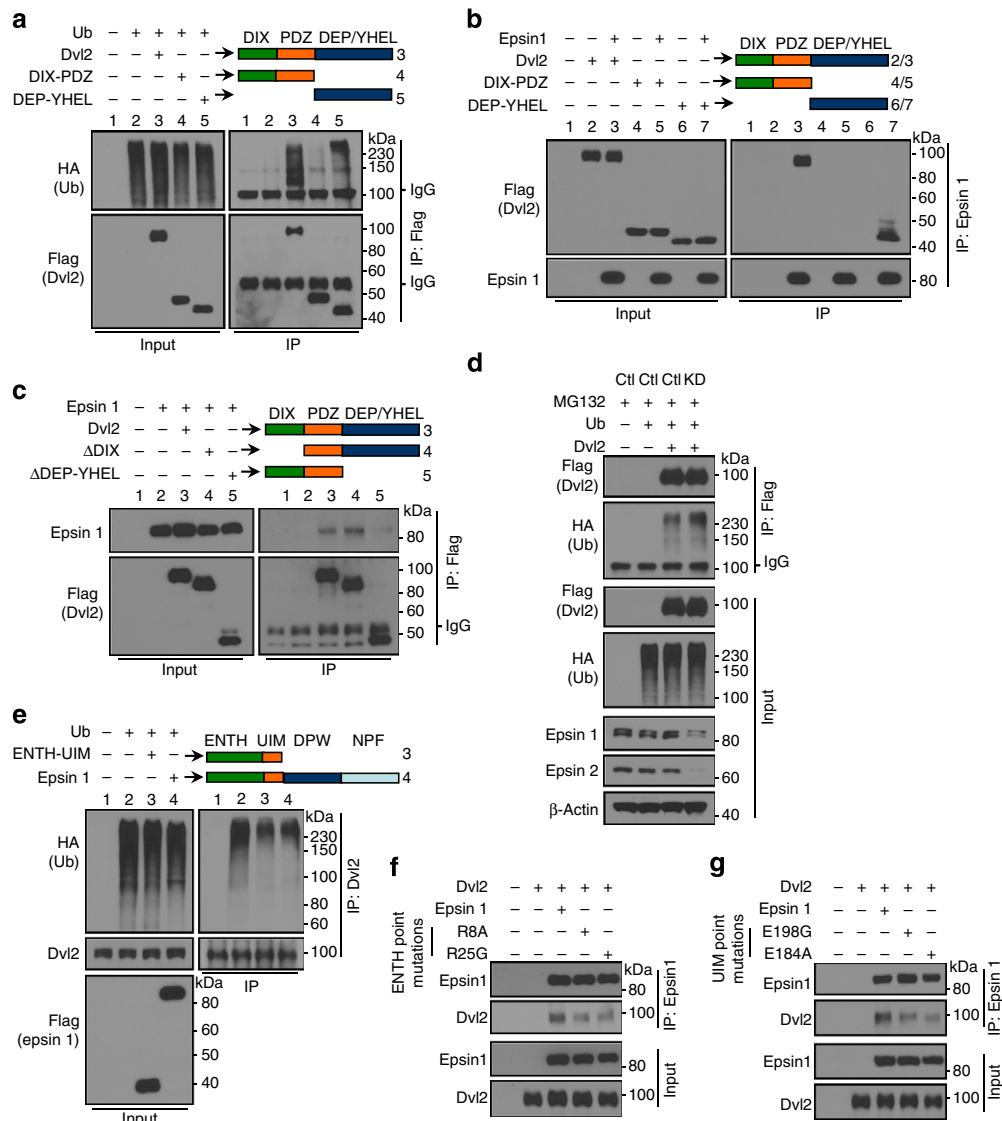 a
Ub – + + + +
Dvl2 – – + – –
DIX-PDZ – – – + –
DEP-YHEL – – – – +
DIX PDZ DEP/YHEL
3
4
5
1 2 3 4 5 1 2 3 4 5
HA
(Ub)
kDa
230
150
100
IgG
Flag
(Dvl2)
100
80
60
50
40
IgG
IP: Flag
Input IP
b
Epsin1 – – + – + – +
Dvl2 – + + – – – –
DIX-PDZ – – – + + – –
DEP-YHEL – – – – – + +
DIX PDZ DEP/YHEL
2/3
4/5
6/7
1 2 3 4 5 6 7 1 2 3 4 5 6 7
Flag
(Dvl2)
kDa
100
80
60
50
40
Epsin 1
80
IP: Epsin 1
Input IP
c
Epsin 1 – + + + +
Dvl2 – – + – –
ΔDIX – – – + –
ΔDEP-YHEL – – – – +
DIX PDZ DEP/YHEL
3
4
5
1 2 3 4 5 1 2 3 4 5
Epsin 1
kDa
80
Flag
(Dvl2)
100
80
60
50
IgG
IP: Flag
Input IP
d
Ctl Ctl Ctl KD
MG132 + + + +
Ub – + + +
Dvl2 – – + +
kDa
Flag
(Dvl2)
100
HA
(Ub)
230
150
100
IgG
IP: Flag
Flag
(Dvl2)
100
HA
(Ub)
230
150
100
Epsin 1
80
Epsin 2
60
β-Actin
40
Input
e
Ub – + + +
ENTH-UIM – – + –
Epsin 1 – – – +
ENTH UIM DPW NPF
3
4
1 2 3 4 1 2 3 4
HA
(Ub)
kDa
230
150
100
80
60
Dvl2
100
IP: Dvl2
IP
Flag
(epsin 1)
kDa
80
60
50
40
Input
f
Dvl2 – + + + +
Epsin 1 – – + – –
R8A – – – + –
R25G – – – – +
ENTH point
mutations
kDa
Epsin1
80
Dvl2
100
IP: Epsin1
Epsin1
80
Dvl2
100
Input
g
Dvl2 – + + + +
Epsin 1 – – + – –
E198G – – – + –
E184A – – – – +
UIM point
mutations
kDa
Epsin1
80
Dvl2
100
IP: Epsin 1
Epsin1
80
Dvl2
100
Input